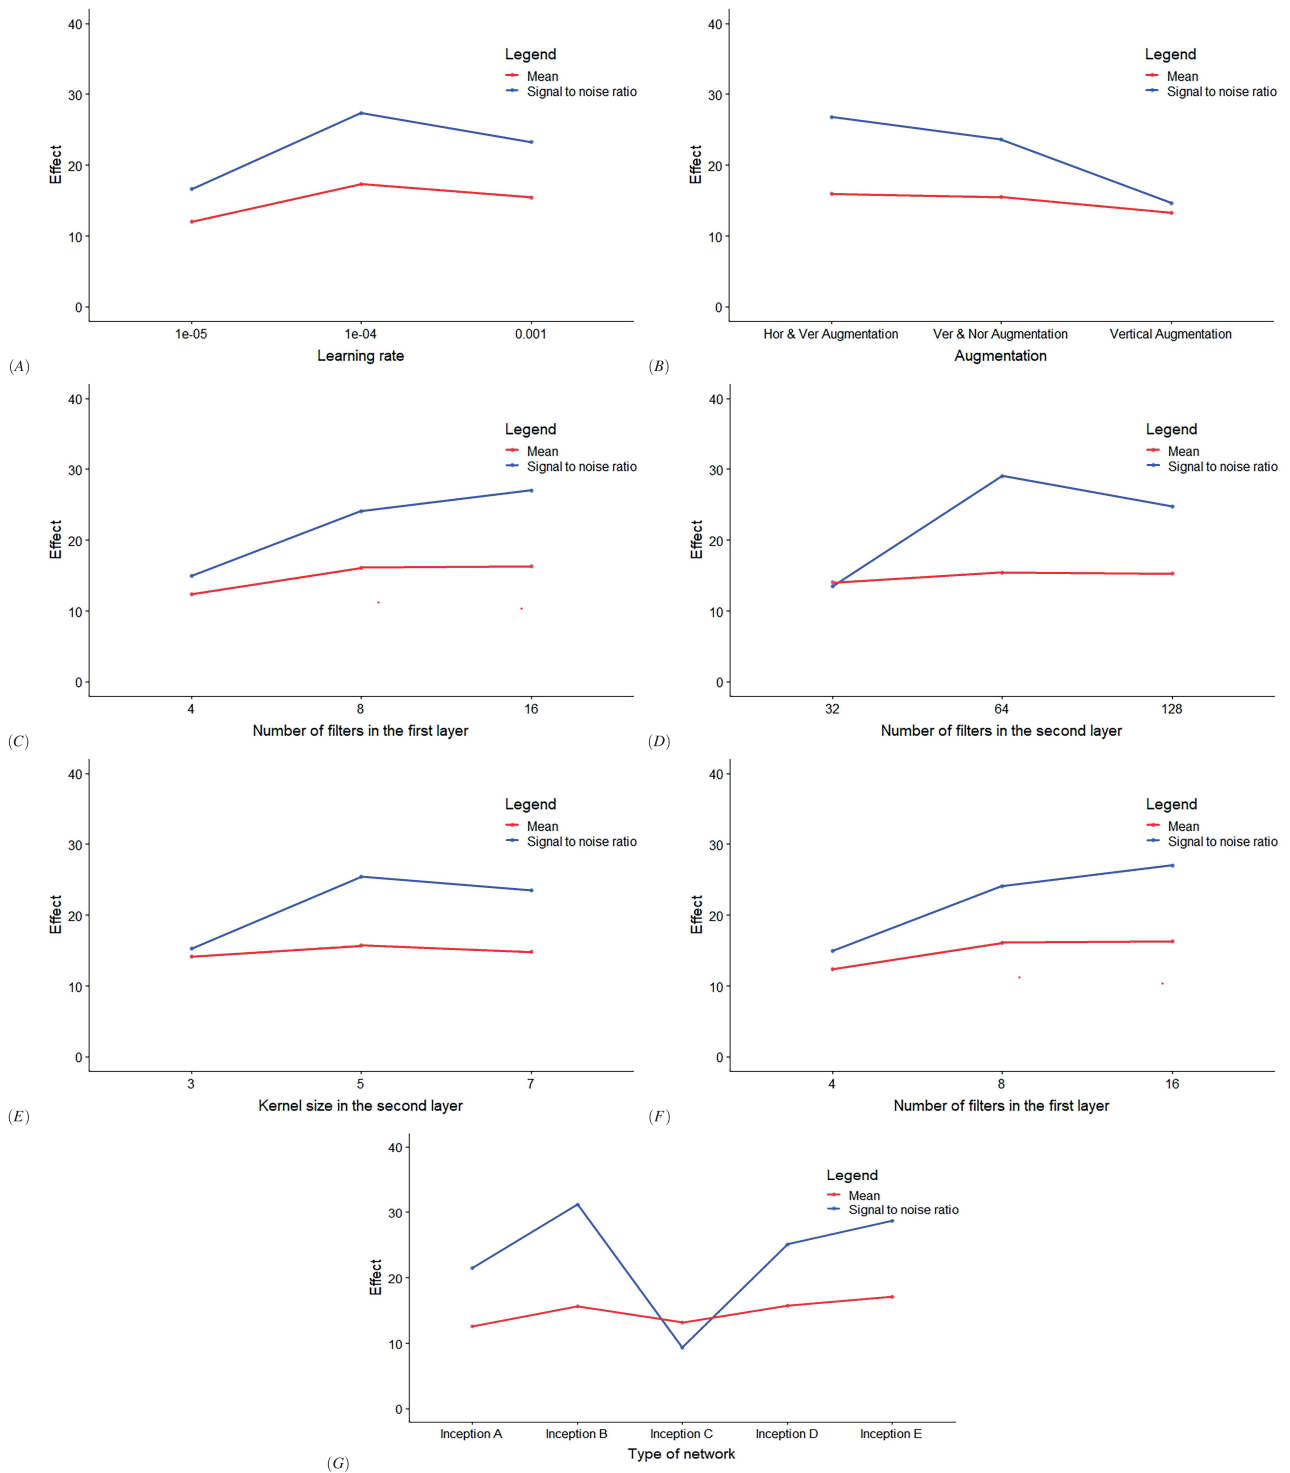 40
30
20
10
0
Effect
Legend
Mean
Signal to noise ratio
1e-05 1e-04 0.001
Learning rate
(A)
40
30
20
10
0
Effect
Legend
Mean
Signal to noise ratio
Hor & Ver Augmentation Ver & Nor Augmentation Vertical Augmentation
Augmentation
(B)
40
30
20
10
0
Effect
Legend
Mean
Signal to noise ratio
4 8 16
Number of filters in the first layer
(C)
40
30
20
10
0
Effect
Legend
Mean
Signal to noise ratio
32 64 128
Number of filters in the second layer
(D)
40
30
20
10
0
Effect
Legend
Mean
Signal to noise ratio
3 5 7
Kernel size in the second layer
(E)
40
30
20
10
0
Effect
Legend
Mean
Signal to noise ratio
4 8 16
Number of filters in the first layer
(F)
40
30
20
10
0
Effect
Legend
Mean
Signal to noise ratio
Inception A Inception B Inception C Inception D Inception E
Type of network
(G)